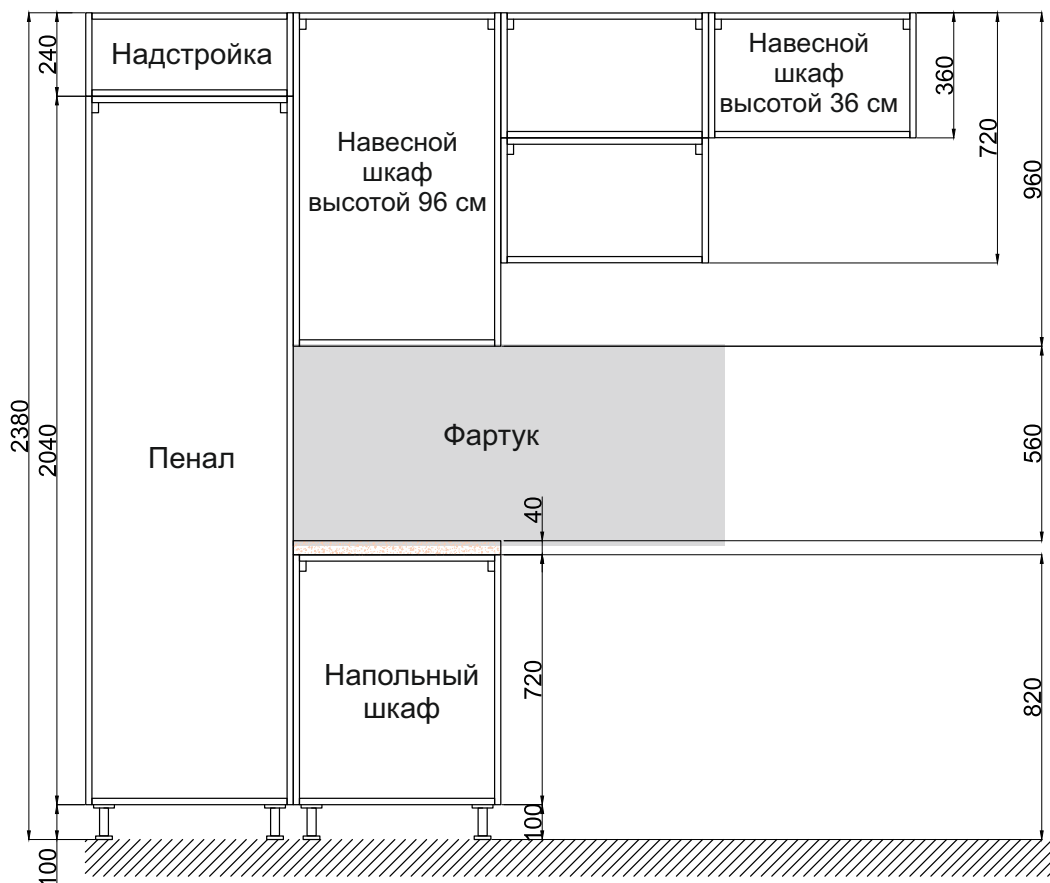 240
Надстройка
Навесной
шкаф
высотой 36 см
360
720
960
Навесной
шкаф
высотой 96 см
2380
2040
Пенал
Фартук
560
40
Напольный
шкаф
720
820
100
100